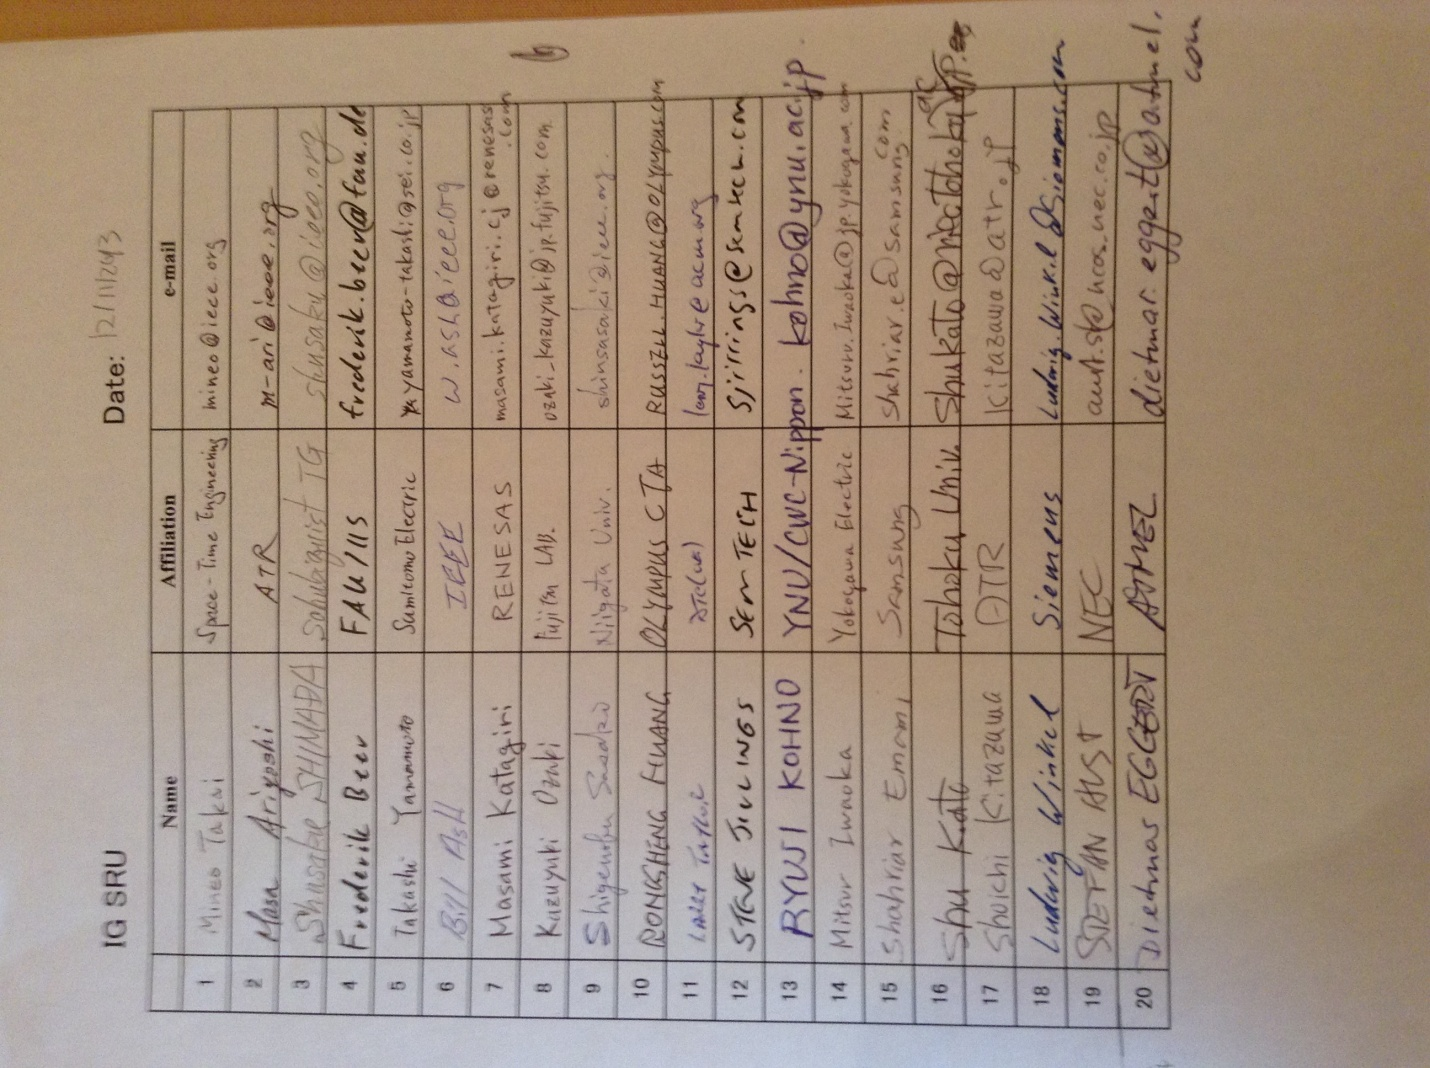 IG SRU Date:
Name Affiliation e-mail
1 Mineo Takai Space-Time Engineering mineo@ieee.org
2 Masa Ariyoshi ATR m-ari@ieee.org
3 Shusaku SHIMADA TG shusaku@ieee.org
4 Frederik Beer FAU/IIS frederik.beer@fau.de
5 Takashi Yamamoto Sumitomo Electric yamamoto-takashi@sei.co.jp
6 Bill Ash IEEE w.ash@ieee.org
7 Masami Katagiri RENESAS masami.katagiri.cj@renesas
.com
8 Kazuyuki Ozaki Fujitsu LAB. ozaki_kazuyuki@jp.fujitsu.com
9 Shigenobu Sasaki Niigata Univ. shinsasaki@ieee.org.
10 RONGSHENG HUANG OLYMPUS CTA RUSSELL.HUANG@OLYMPUS.COM
11
12 STEVE JILLINGS SEMTECH sjillings@semtech.com
13 RYUJI KOHNO YNU/CWC-Nippon. kohno@ynu.ac.jp.
14 Mitsuru Iwaoka Yokogawa Electric Mitsuru.Iwaoka@jp.yokogawa.com
15 Shahriar Emami Samsung Shahriar.e@samsung.
com
16 Shu Kato Tohoku Univ.
17 Shoichi Kitazawa ATR Kitazawa@atr.jp
18 Ludwig Winkel Siemens Ludwig.Winkel@Siemens.com
19 STEFAN AUST NEC aust.st@ncos.nec.co.jp
20 Dietmar EGGERT ATMEL dietmar.eggert@atmel.
com